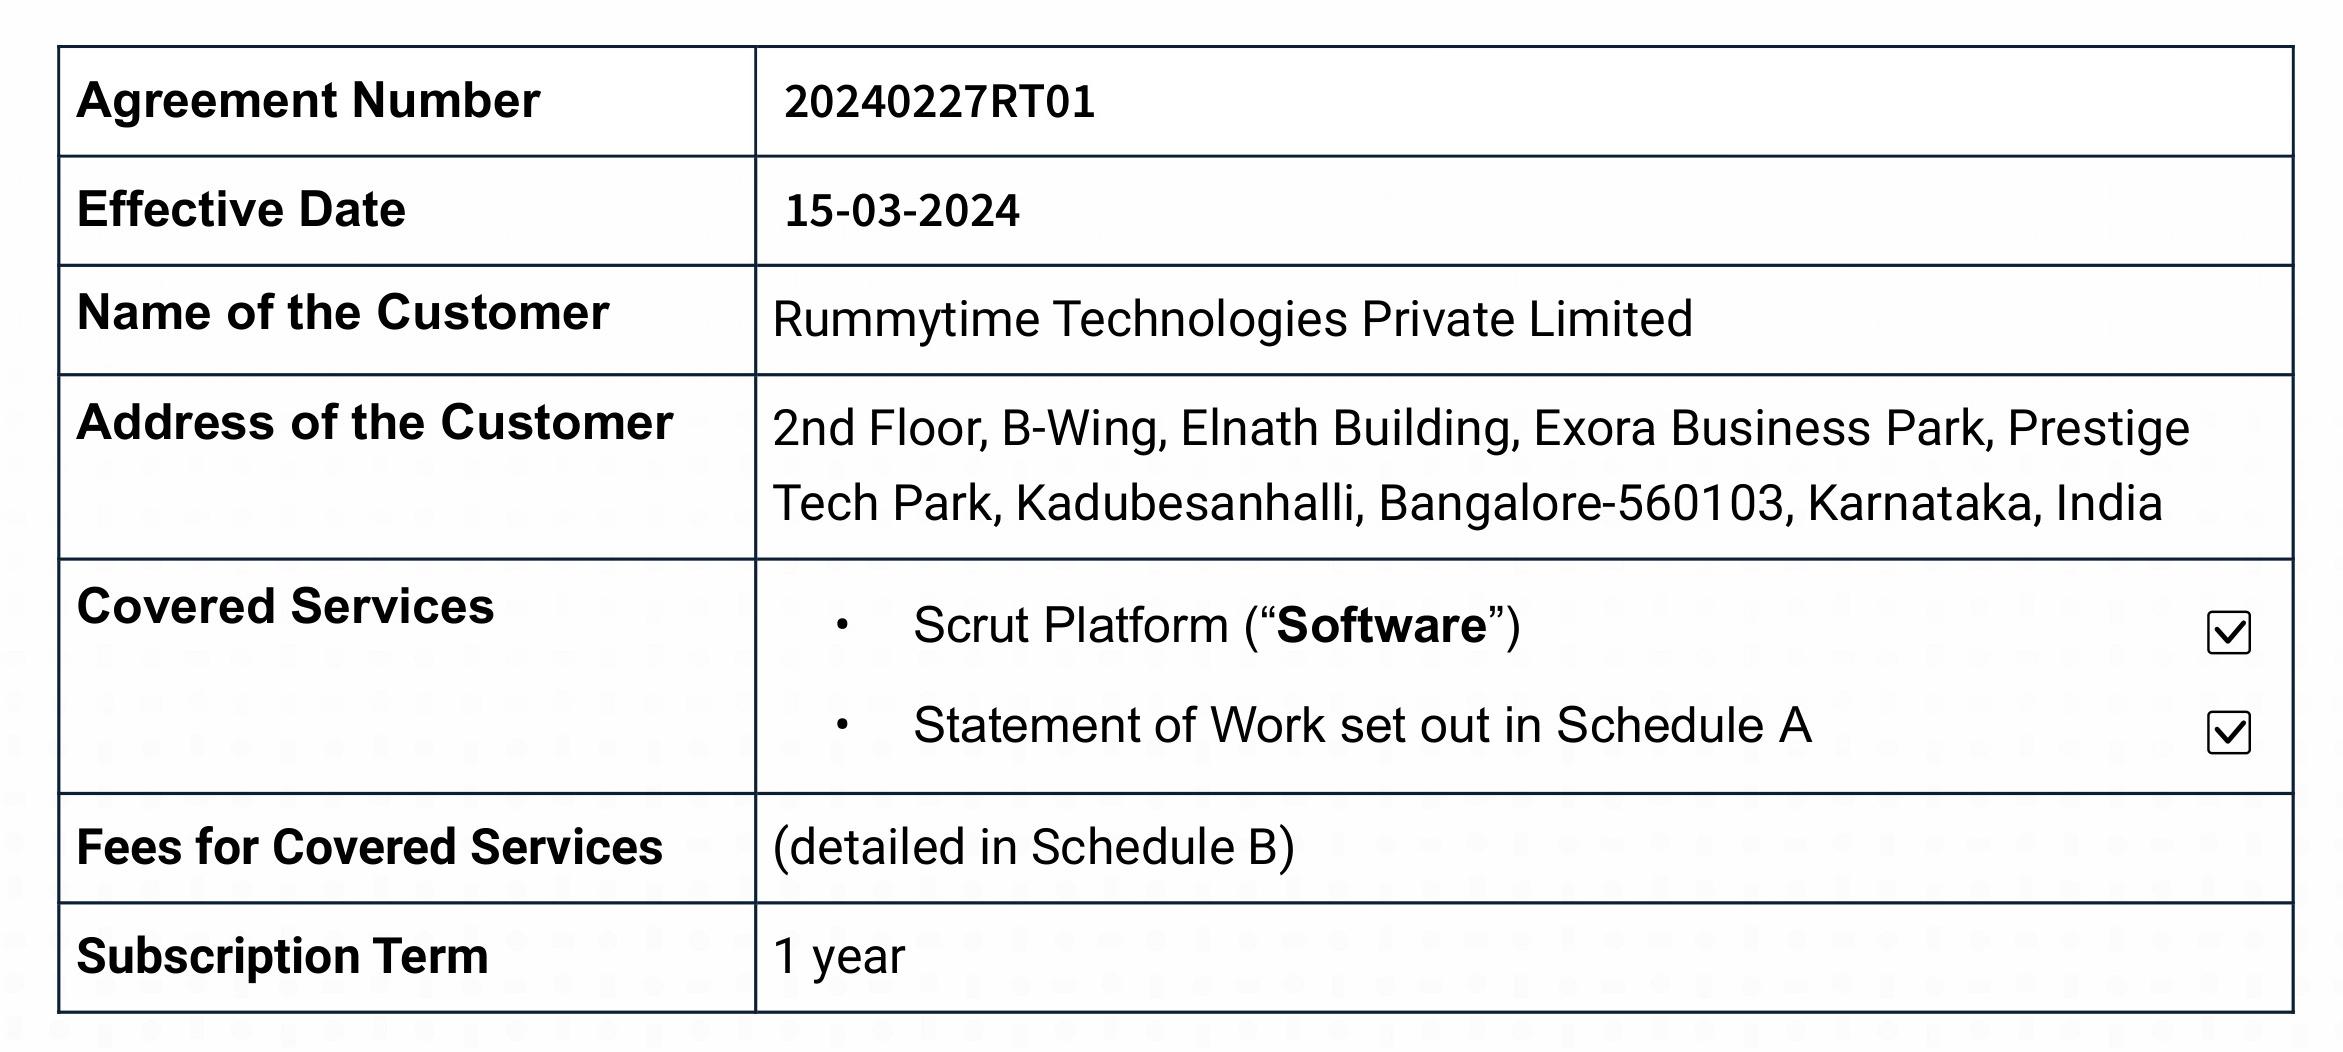 Agreement Number
20240227RT01
Effective Date
15-03-2024
Name of the Customer
Rummytime Technologies Private Limited
Address of the Customer
2nd Floor, B-Wing, Elnath Building, Exora Business Park, Prestige
Tech Park, Kadubesanhalli, Bangalore-560103, Karnataka, India
Covered Services
• Scrut Platform (“Software”) ☑
• Statement of Work set out in Schedule A ☑
Fees for Covered Services
(detailed in Schedule B)
Subscription Term
1 year